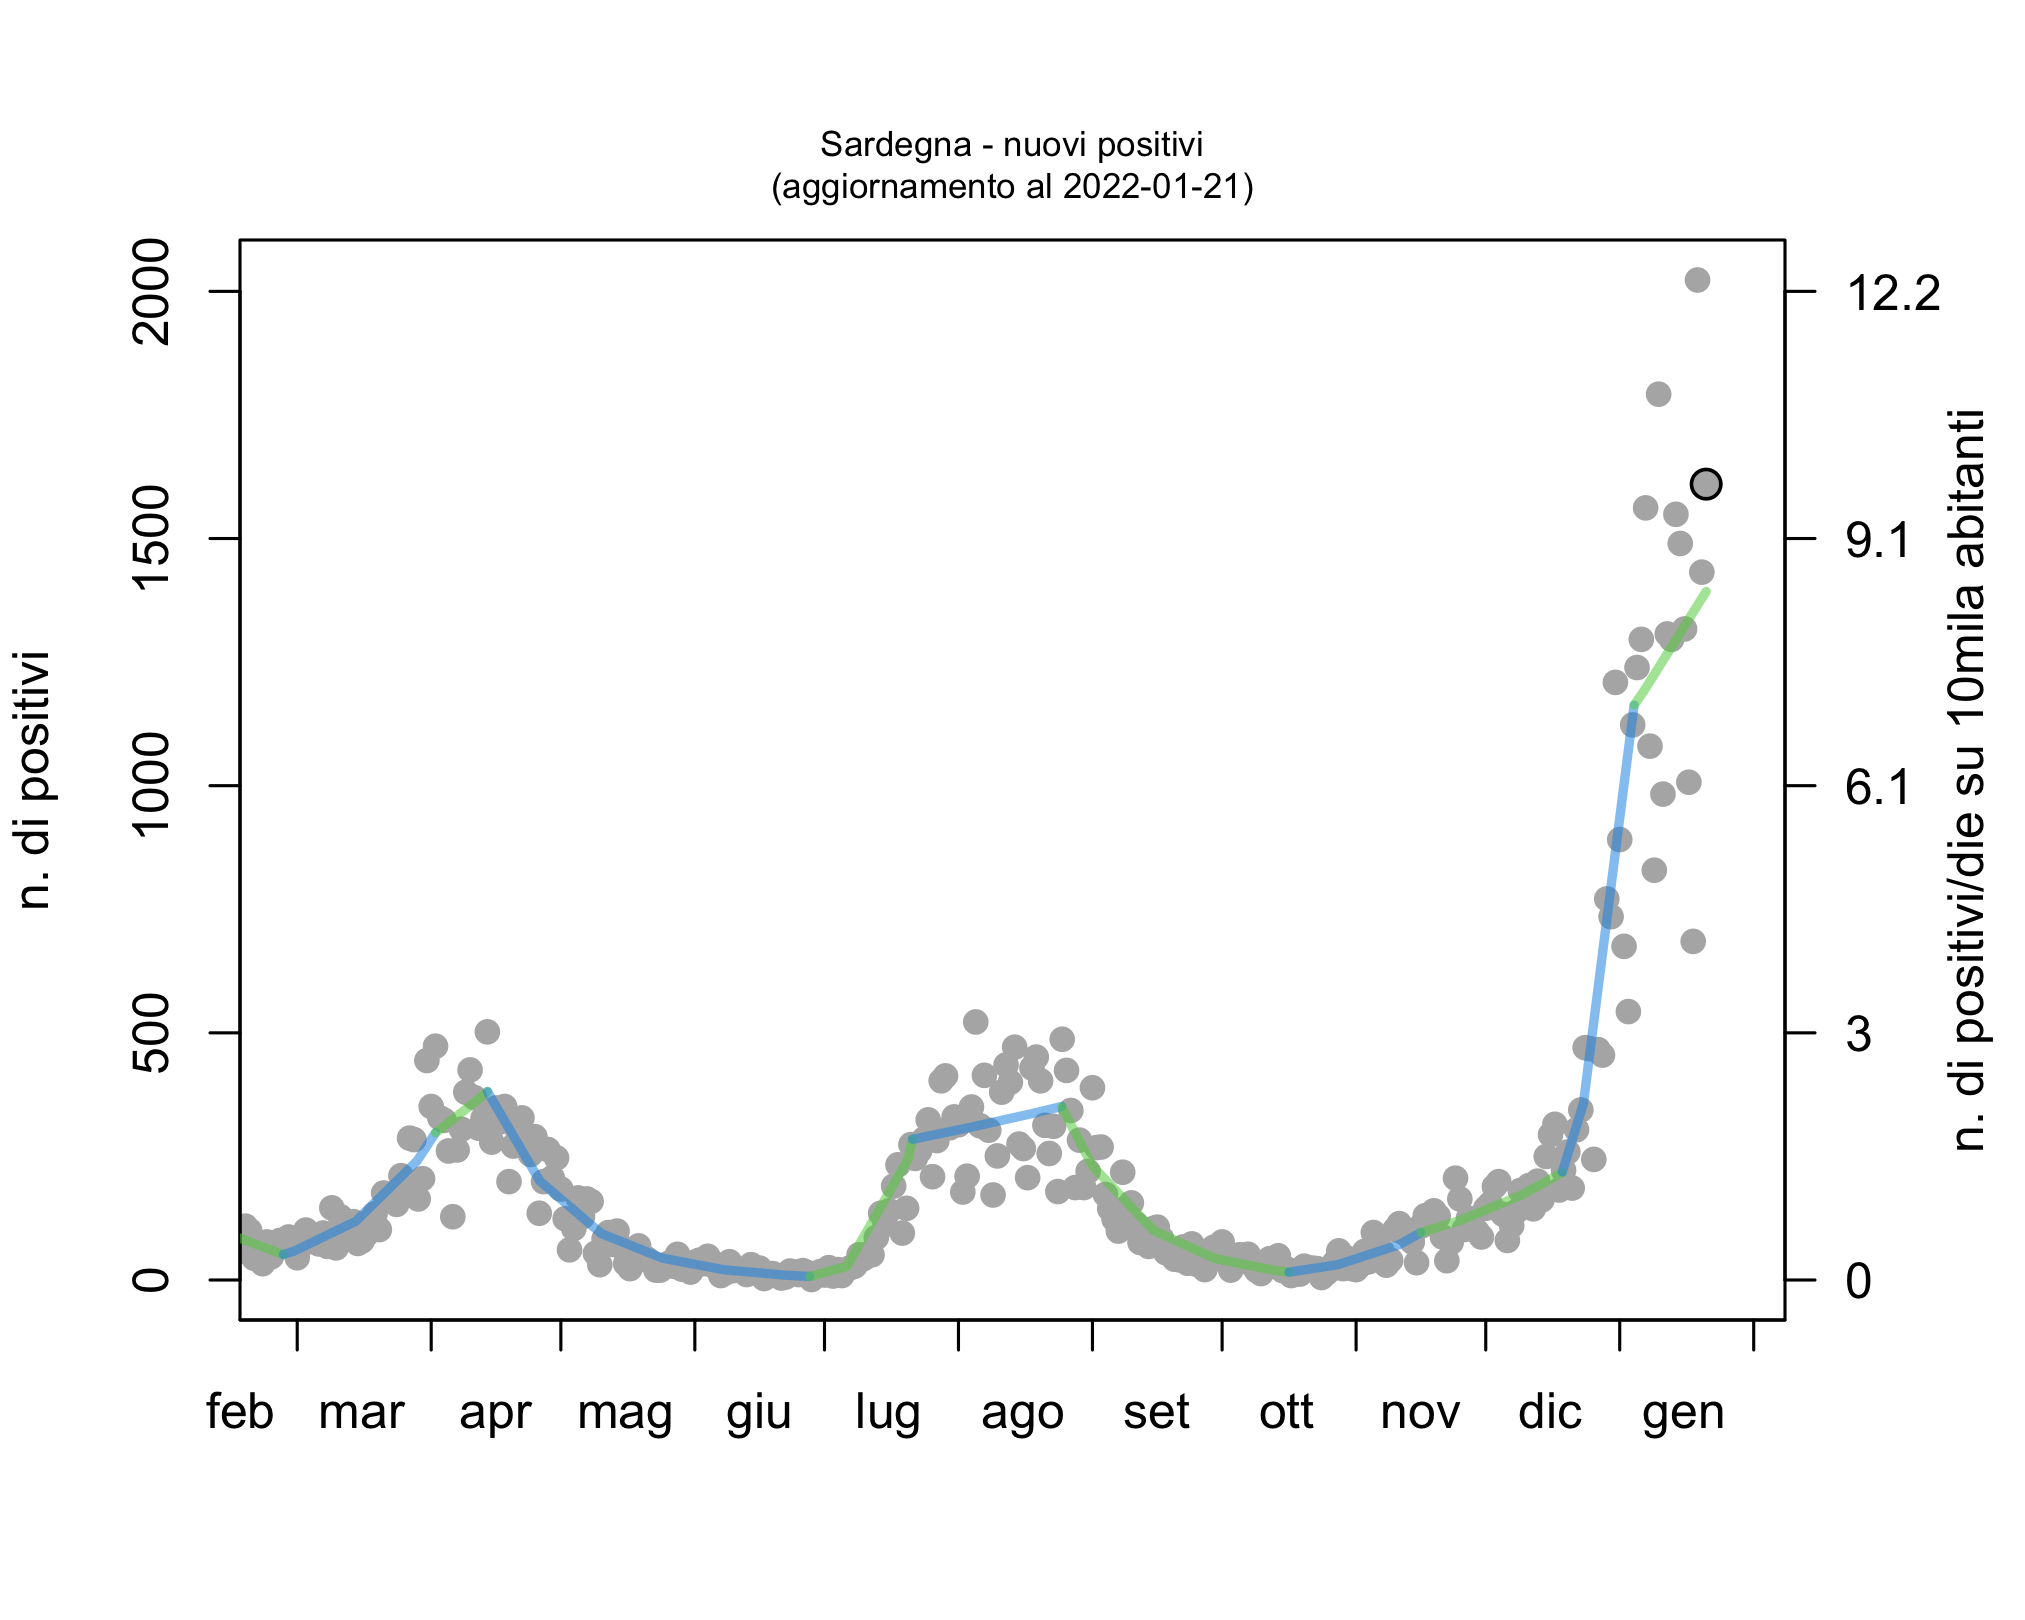 Sardegna - nuovi positivi
(aggiornamento al 2022-01-21)
n. di positivi
2000
1500
1000
500
0
12.2
9.1
6.1
3
0
n. di positivi/die su 10mila abitanti
feb mar apr mag giu lug ago set ott nov dic gen